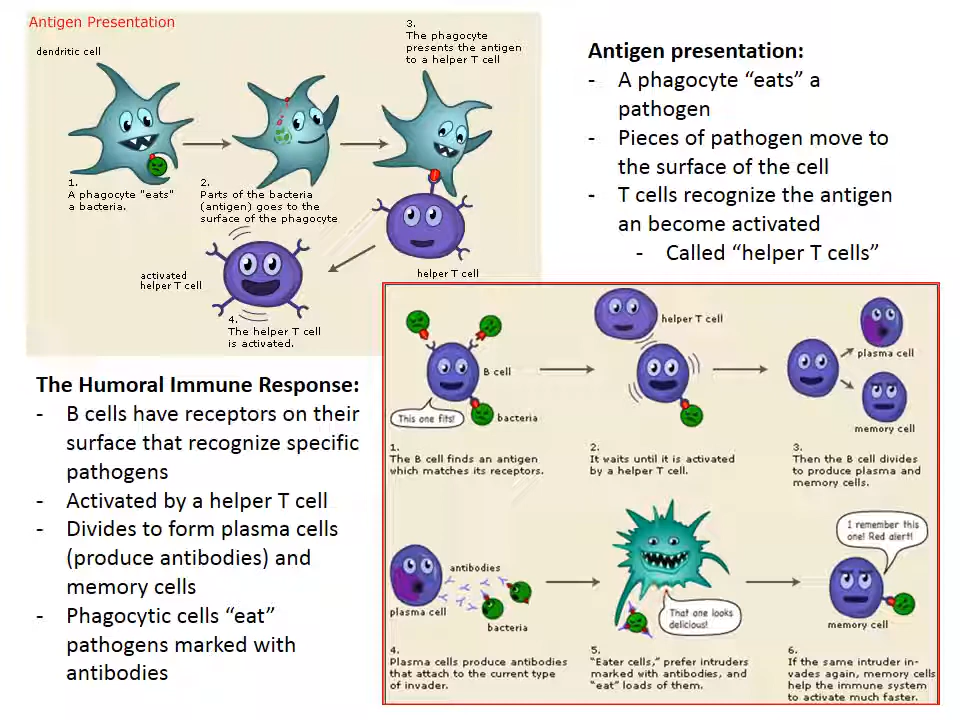 Antigen Presentation
dendritic cell
3.
The phagocyte
presents the antigen
to a helper T cell
1.
A phagocyte "eats"
a bacteria.
2.
Parts of the bacteria
(antigen) goes to the
surface of the phagocyte
helper T cell
activated
helper T cell
4.
The helper T cell
is activated.
Antigen presentation:
- A phagocyte “eats” a
pathogen
- Pieces of pathogen move to
the surface of the cell
- T cells recognize the antigen
an become activated
- Called “helper T cells”
The Humoral Immune Response:
- B cells have receptors on their
surface that recognize specific
pathogens
- Activated by a helper T cell
- Divides to form plasma cells
(produce antibodies) and
memory cells
- Phagocytic cells “eat”
pathogens marked with
antibodies
B cell
This one fits!
bacteria
1.
The B cell finds an antigen
which matches its receptors.
helper T cell
2.
It waits until it is activated
by a helper T cell.
plasma cell
memory cell
3.
Then the B cell divides
to produce plasma and
memory cells.
antibodies
plasma cell
bacteria
4.
Plasma cells produce antibodies
that attach to the current type
of invader.
That one looks
delicious!
5.
“Eater cells,” prefer intruders
marked with antibodies, and
“eat” loads of them.
I remember this
one! Red alert!
memory cell
6.
If the same intruder in-
vades again, memory cells
help the immune system
to activate much faster.